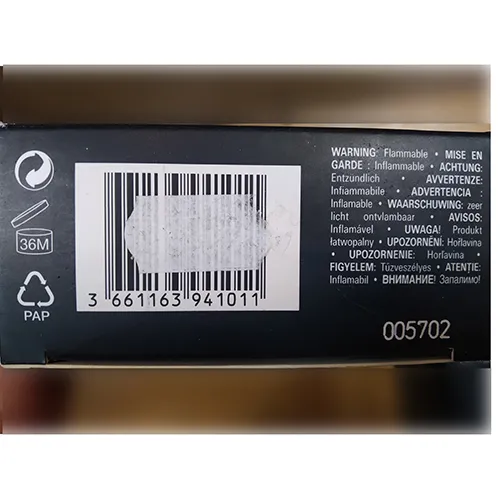 WARNING: Flammable • MISE EN
GARDE : Inflammable • ACHTUNG:
Entzündlich • AVVERTENZE:
Infiammabile • ADVERTENCIA :
Inflamable • WAARSCHUWING: zeer
licht ontvlambaar • AVISOS:
Inflamável • UWAGA! Produkt
łatwopalny • UPOZORNĚNÍ: Hořlavina
• UPOZORNENIE: Horľavina •
FIGYELEM: Tűzveszélyes • ATENTIE:
Inflamabil • ВНИМАНИЕ! Запалимо!
36M
PAP
3 661163 941011
005702